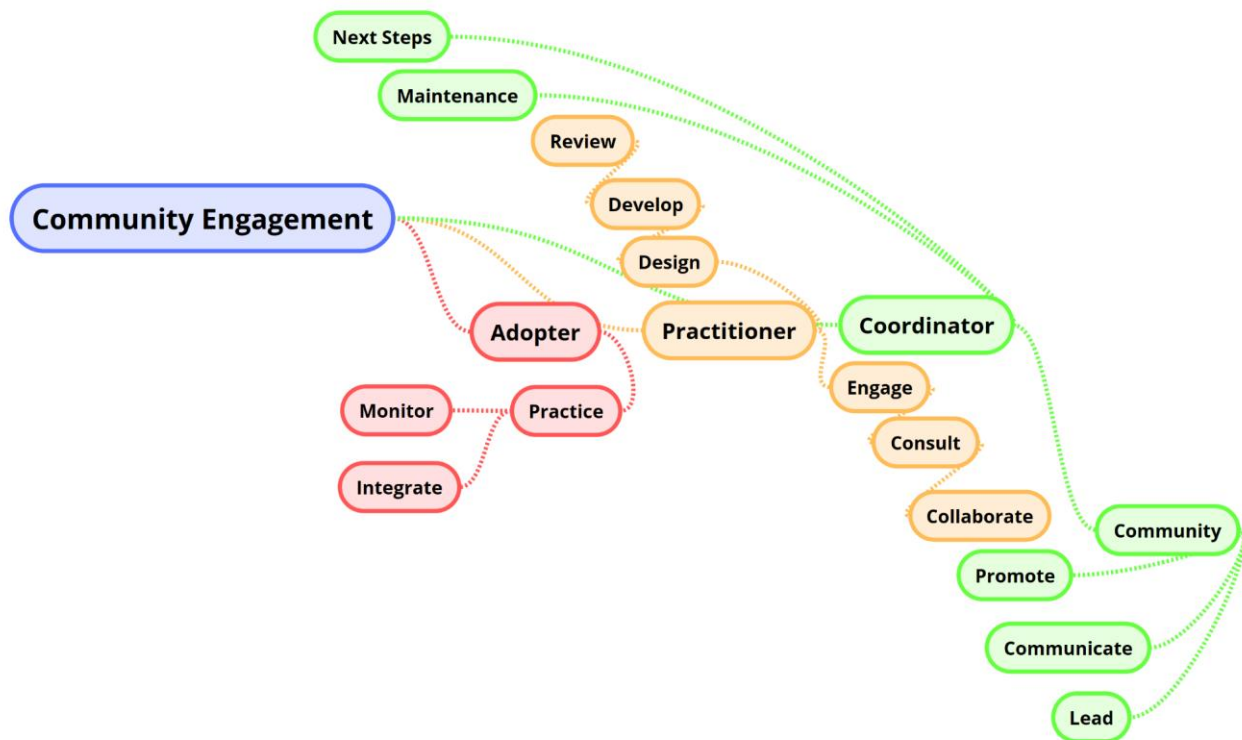 Next Steps
Maintenance
Review
Develop
Community Engagement
Design
Adopter
Practitioner
Coordinator
Engage
Monitor
Practice
Consult
Integrate
Collaborate
Community
Promote
Communicate
Lead